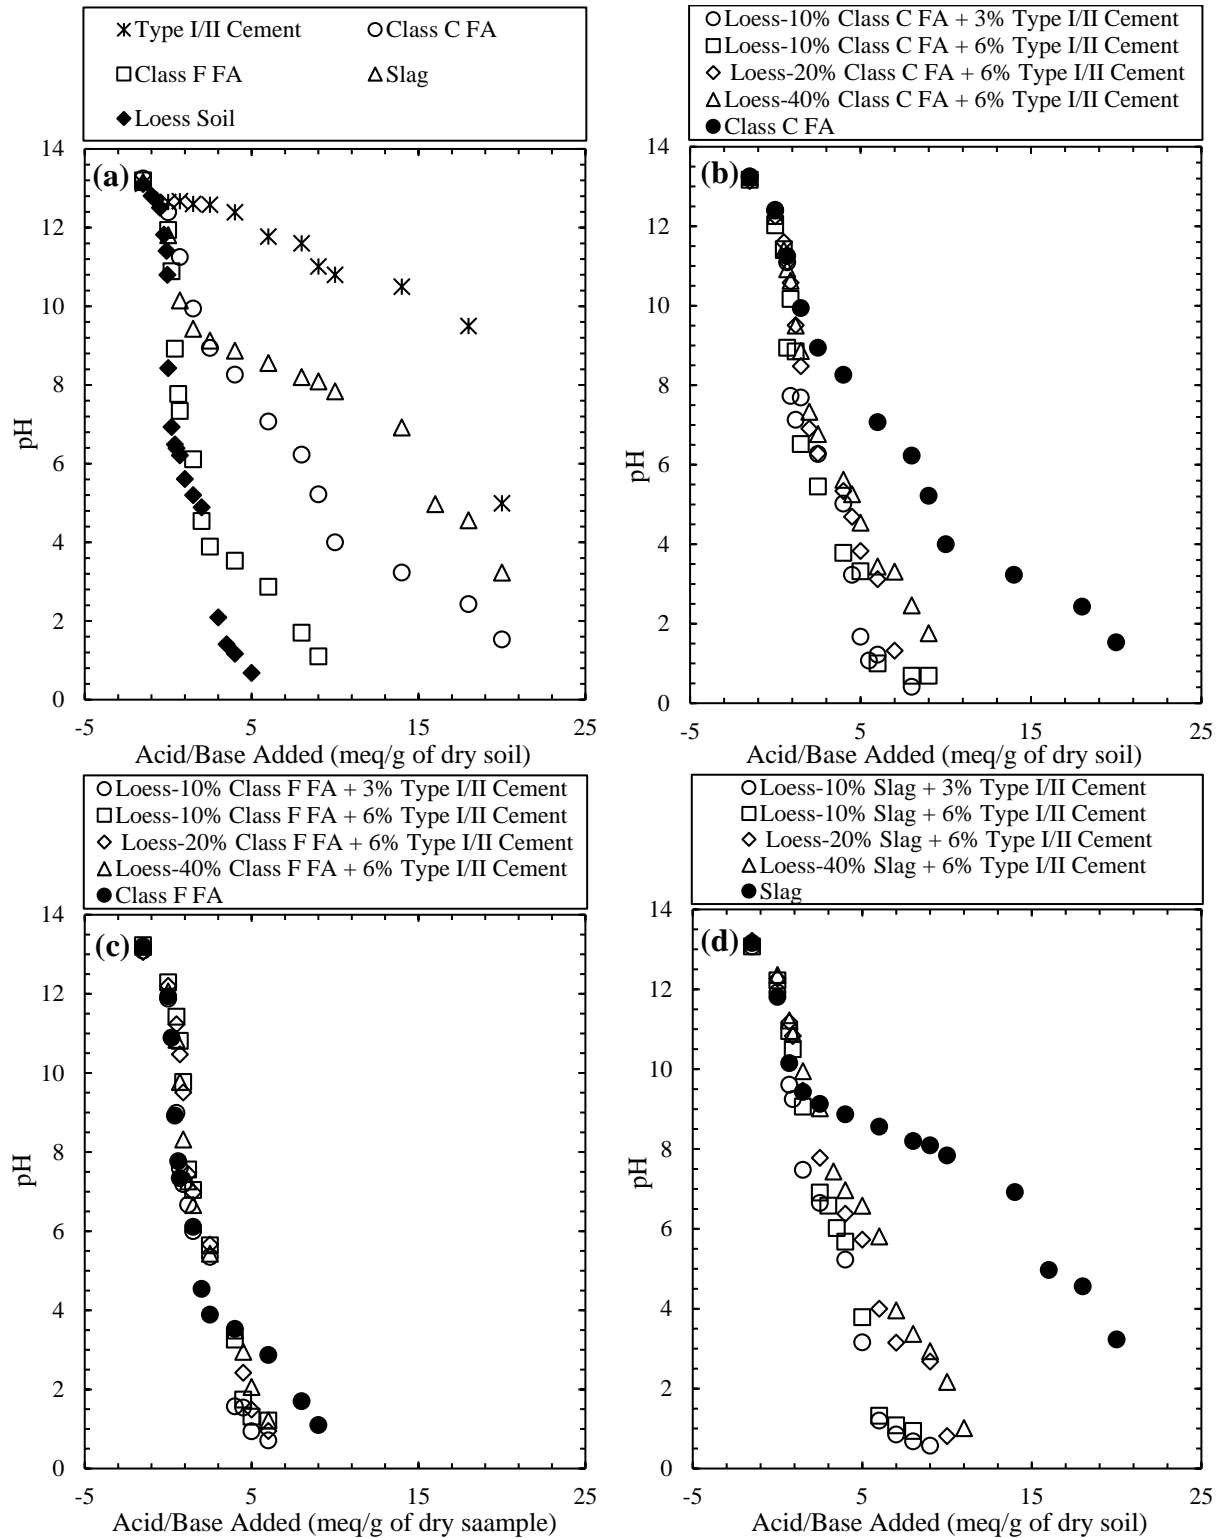 Type I/II Cement Class C FA
Class F FA Slag
Loess Soil
(a)
14
12
10
8
6
4
2
0
pH
-5 5 15 25
Acid/Base Added (meq/g of dry soil)
Loess-10% Class C FA + 3% Type I/II Cement
Loess-10% Class C FA + 6% Type I/II Cement
Loess-20% Class C FA + 6% Type I/II Cement
Loess-40% Class C FA + 6% Type I/II Cement
Class C FA
(b)
14
12
10
8
6
4
2
0
pH
-5 5 15 25
Acid/Base Added (meq/g of dry soil)
Loess-10% Class F FA + 3% Type I/II Cement
Loess-10% Class F FA + 6% Type I/II Cement
Loess-20% Class F FA + 6% Type I/II Cement
Loess-40% Class F FA + 6% Type I/II Cement
Class F FA
(c)
14
12
10
8
6
4
2
0
pH
-5 5 15 25
Acid/Base Added (meq/g of dry saample)
Loess-10% Slag + 3% Type I/II Cement
Loess-10% Slag + 6% Type I/II Cement
Loess-20% Slag + 6% Type I/II Cement
Loess-40% Slag + 6% Type I/II Cement
Slag
(d)
14
12
10
8
6
4
2
0
pH
-5 5 15 25
Acid/Base Added (meq/g of dry soil)